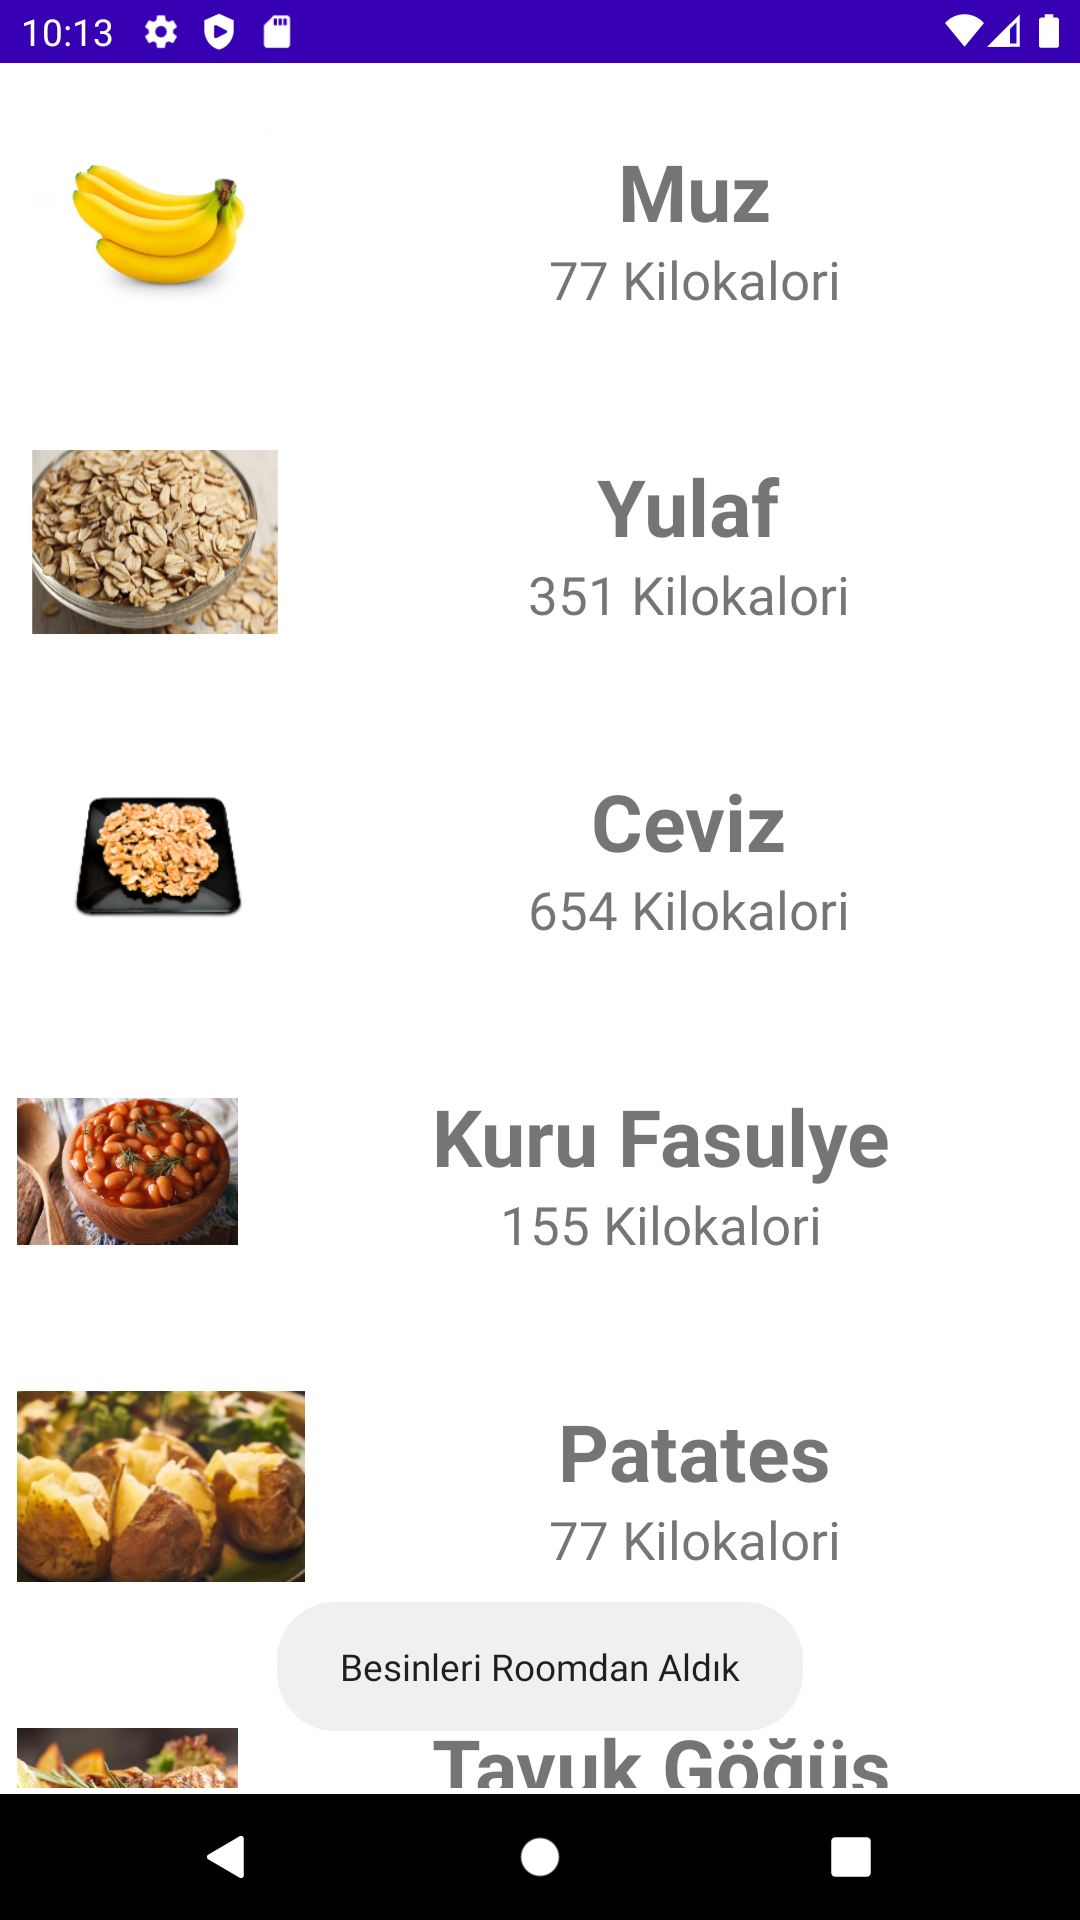 10:13
Muz
77 Kilokalori
Yulaf
351 Kilokalori
Ceviz
654 Kilokalori
Kuru Fasulye
155 Kilokalori
Patates
77 Kilokalori
Besinleri Roomdan Aldık
Tavuk Göğüs